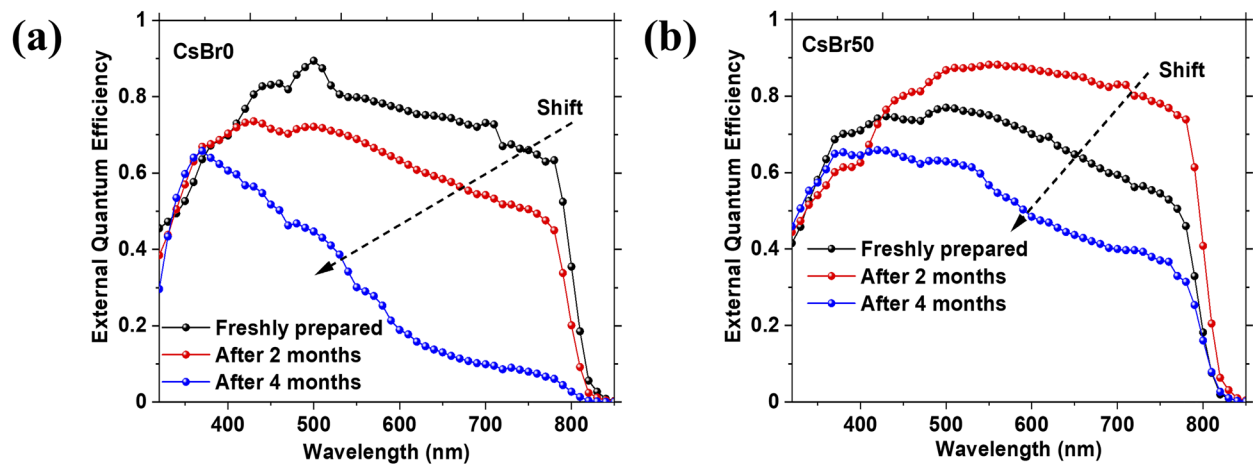 (a)
CsBr0
Shift
Freshly prepared
After 2 months
After 4 months
External Quantum Efficiency
0
0.2
0.4
0.6
0.8
1
400
500
600
700
800
Wavelength (nm)
(b)
CsBr50
Shift
Freshly prepared
After 2 months
After 4 months
External Quantum Efficiency
0
0.2
0.4
0.6
0.8
1
400
500
600
700
800
Wavelength (nm)